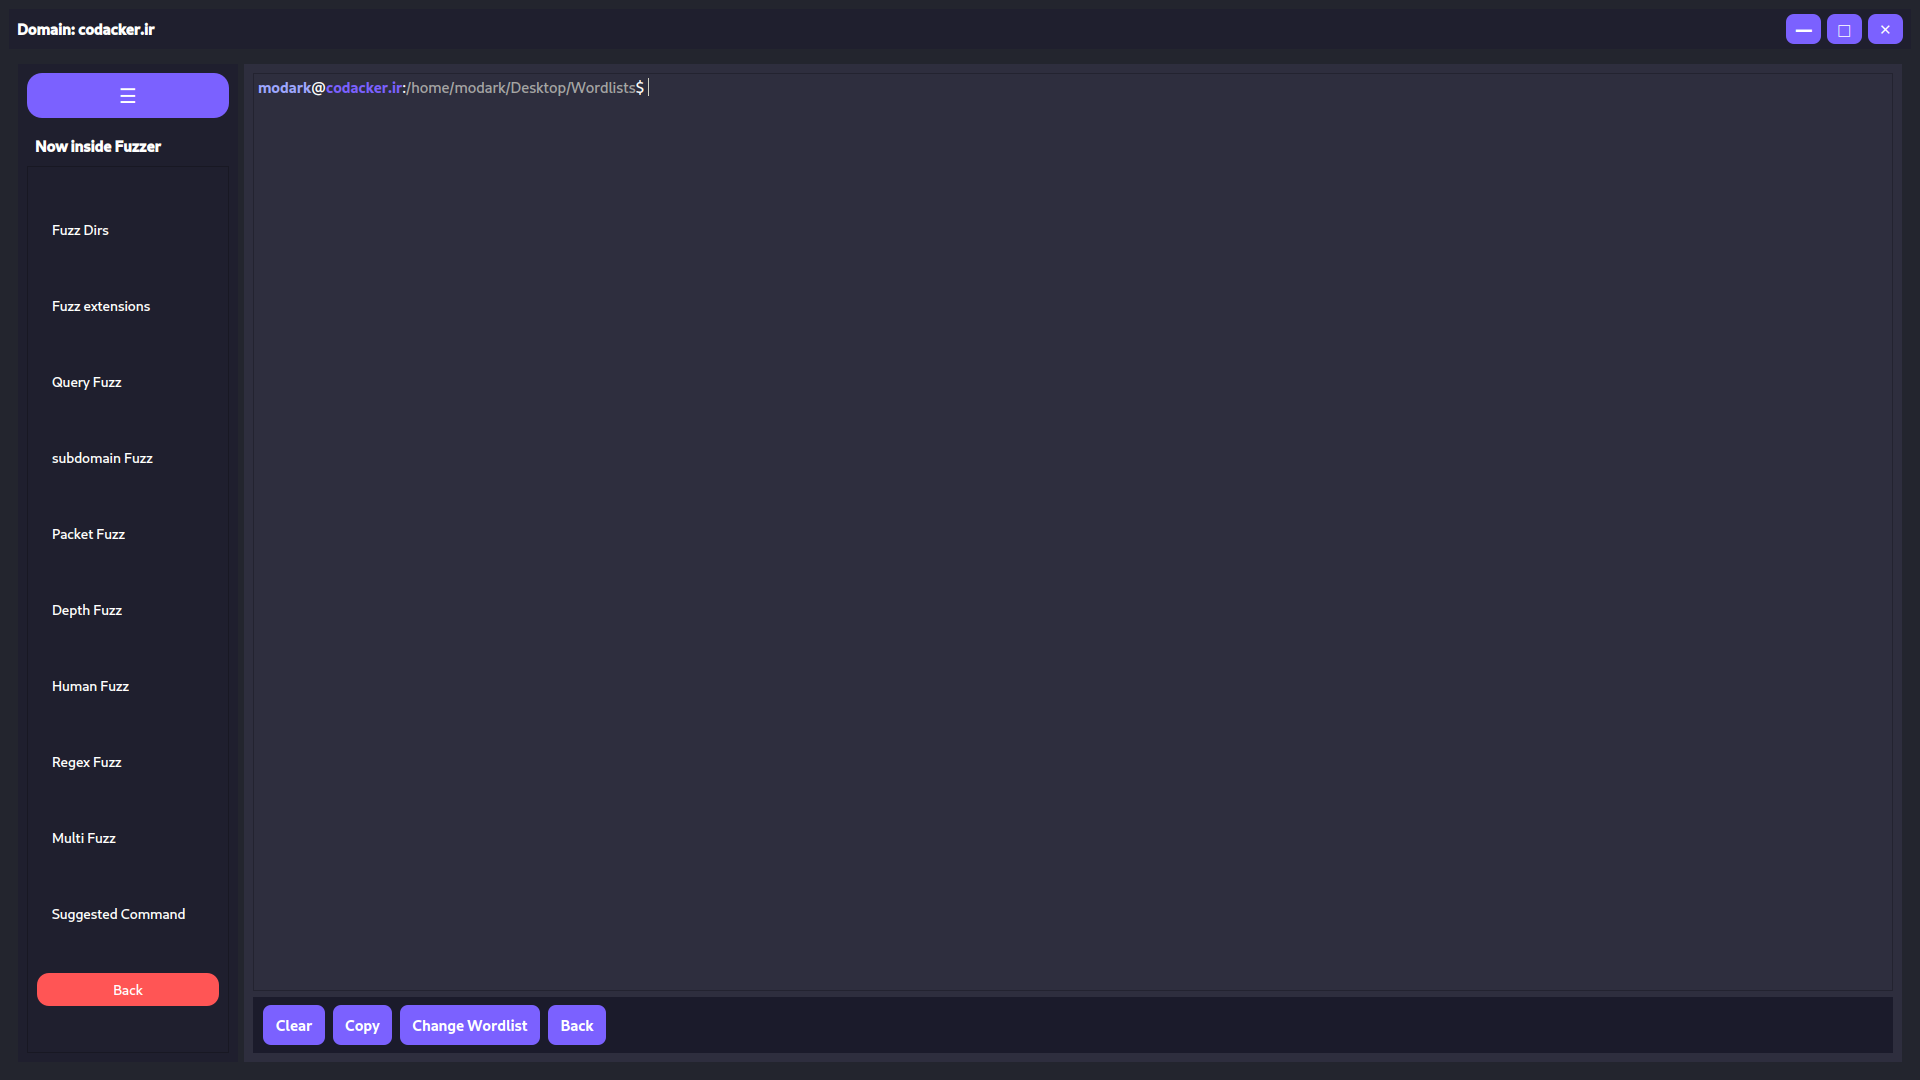 Domain: codacker.ir
Now inside Fuzzer
Fuzz Dirs
Fuzz extensions
Query Fuzz
subdomain Fuzz
Packet Fuzz
Depth Fuzz
Human Fuzz
Regex Fuzz
Multi Fuzz
Suggested Command
Back
modark@codacker.ir:/home/modark/Desktop/Wordlists$
Clear Copy Change Wordlist Back